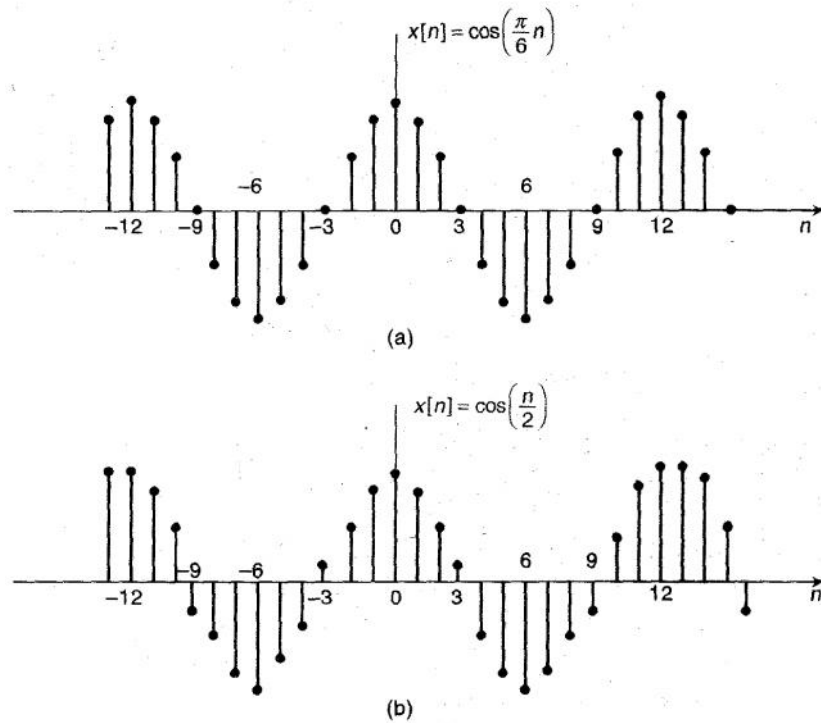 x[n] = cos(π/6 n)
−6 6
−12 −9 −3 0 3 9 12 n
(a)
x[n] = cos(n/2)
−9 −6 6 9
−12 −3 0 3 12 n
(b)